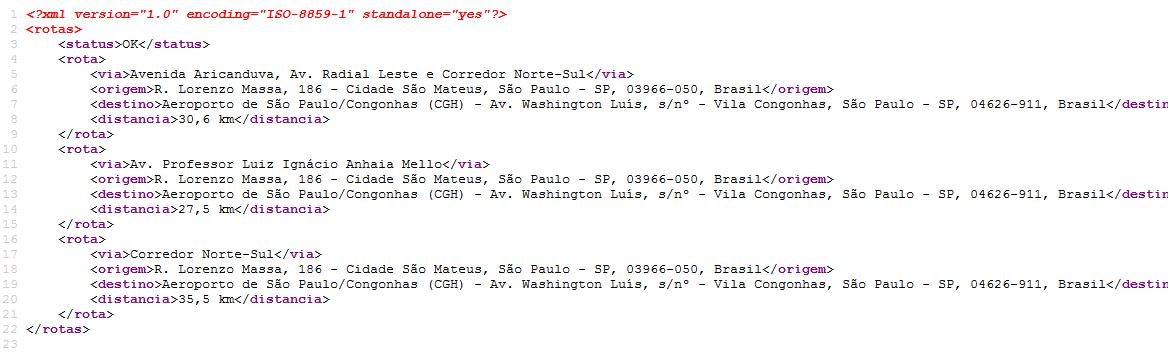 1 <?xml version="1.0" encoding="ISO-8859-1" standalone="yes"?>
2 <rotas>
3 <status>OK</status>
4 <rota>
5 <via>Avenida Aricanduva, Av. Radial Leste e Corredor Norte-Sul</via>
6 <origem>R. Lorenzo Massa, 186 - Cidade São Mateus, São Paulo - SP, 03966-050, Brasil</origem>
7 <destino>Aeroporto de São Paulo/Congonhas (CGH) - Av. Washington Luís, s/nº - Vila Congonhas, São Paulo - SP, 04626-911, Brasil</destin
8 <distancia>30,6 km</distancia>
9 </rota>
10 <rota>
11 <via>Av. Professor Luiz Ignácio Anhaia Mello</via>
12 <origem>R. Lorenzo Massa, 186 - Cidade São Mateus, São Paulo - SP, 03966-050, Brasil</origem>
13 <destino>Aeroporto de São Paulo/Congonhas (CGH) - Av. Washington Luís, s/nº - Vila Congonhas, São Paulo - SP, 04626-911, Brasil</destin
14 <distancia>27,5 km</distancia>
15 </rota>
16 <rota>
17 <via>Corredor Norte-Sul</via>
18 <origem>R. Lorenzo Massa, 186 - Cidade São Mateus, São Paulo - SP, 03966-050, Brasil</origem>
19 <destino>Aeroporto de São Paulo/Congonhas (CGH) - Av. Washington Luís, s/nº - Vila Congonhas, São Paulo - SP, 04626-911, Brasil</destin
20 <distancia>35,5 km</distancia>
21 </rota>
22 </rotas>
23